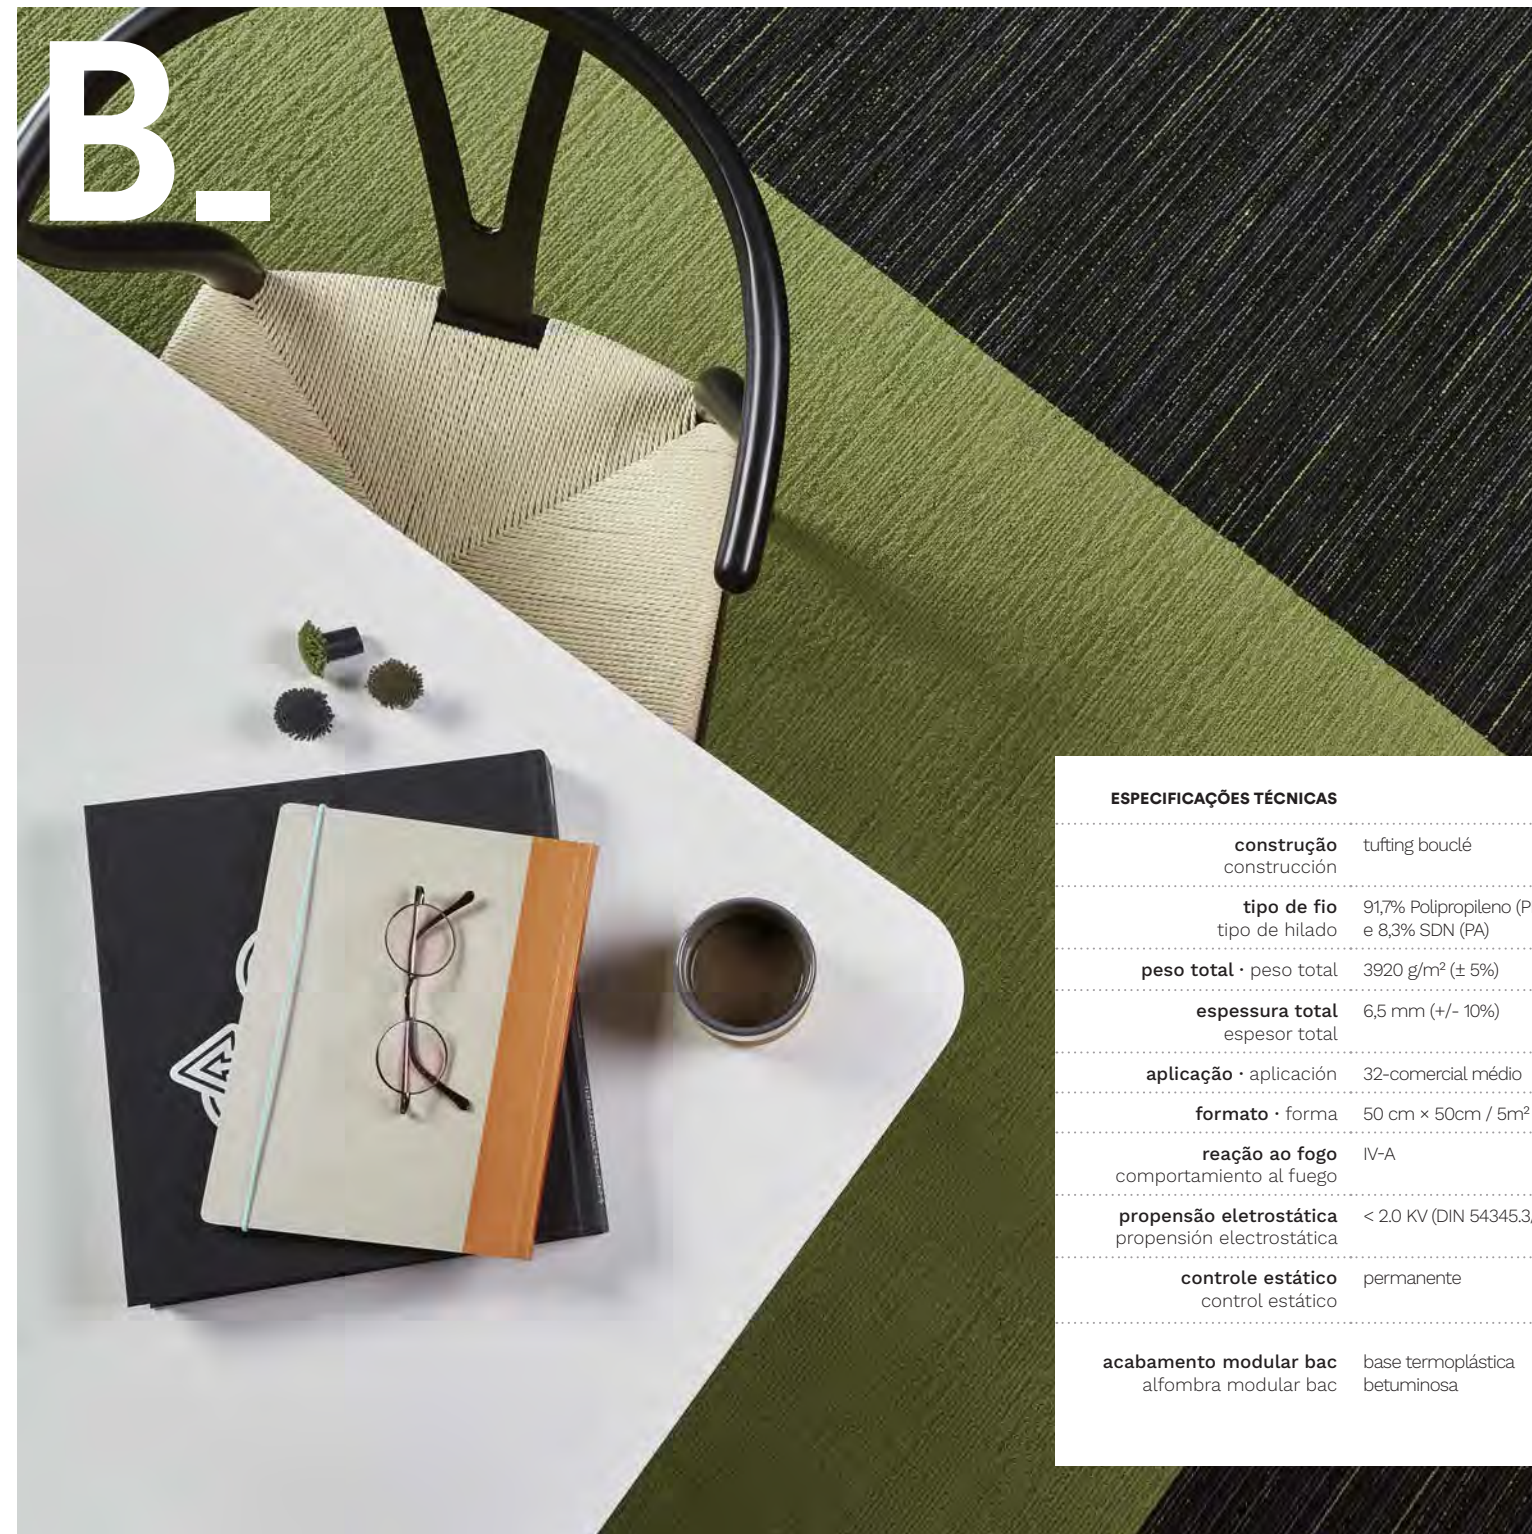 B_
ESPECIFICAÇÕES TÉCNICAS
construção tufting bouclé
construcción
tipo de fio 91,7% Polipropileno (P
tipo de hilado e 8,3% SDN (PA)
peso total · peso total 3920 g/m² (± 5%)
espessura total 6,5 mm (+/- 10%)
espesor total
aplicação · aplicación 32-comercial médio
formato · forma 50 cm × 50cm / 5m²
reação ao fogo IV-A
comportamiento al fuego
propensão eletrostática < 2.0 KV (DIN 54345.3,
propensión electrostática
controle estático permanente
control estático
acabamento modular bac base termoplástica
alfombra modular bac betuminosa